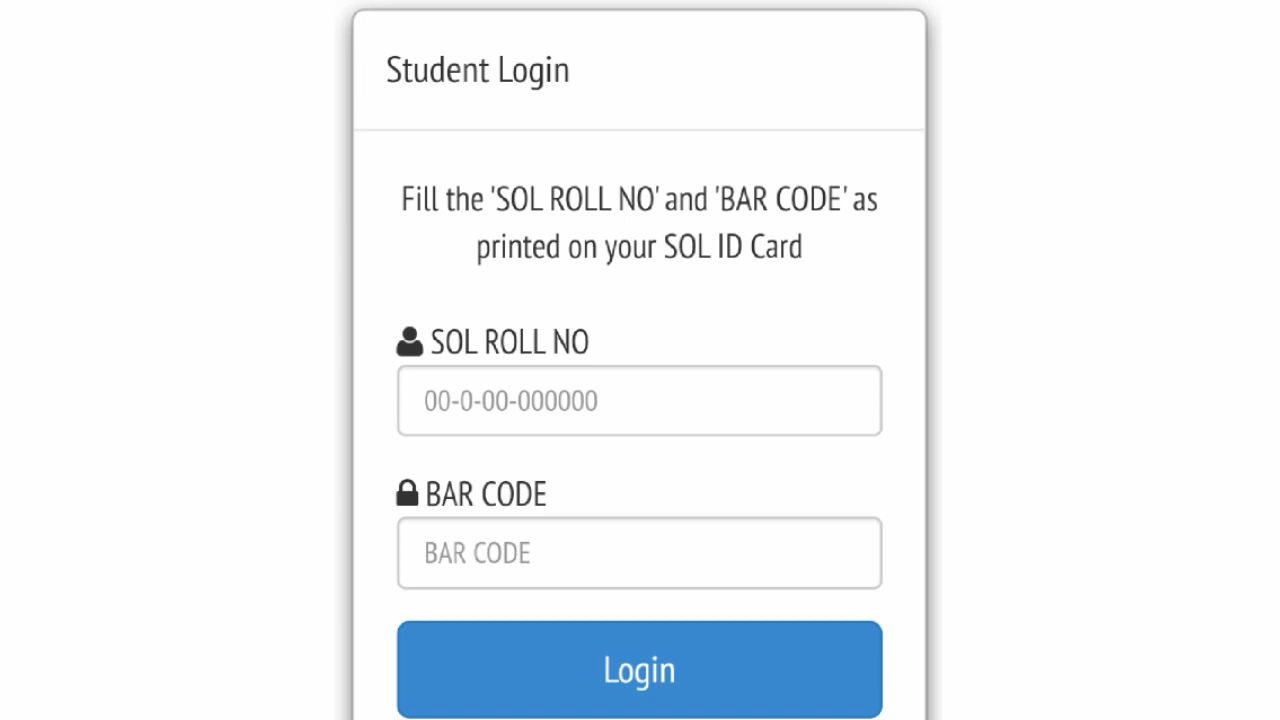 Student Login
Fill the 'SOL ROLL NO' and 'BAR CODE' as
printed on your SOL ID Card
SOL ROLL NO
00-0-00-000000
BAR CODE
BAR CODE
Login